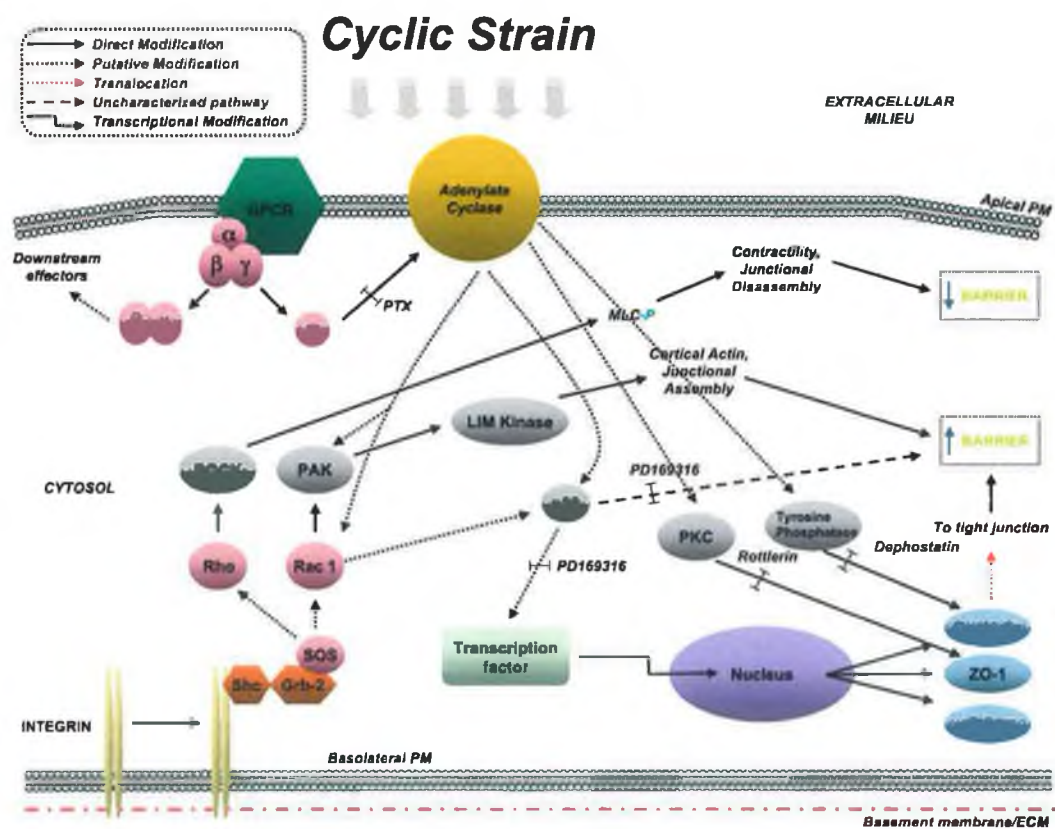 Cyclic Strain
Direct Modification
Putative Modification
Translocation
Uncharacterised pathway
Transcriptional Modification
EXTRACELLULAR
MILIEU
Apical PM
GPCR
Adenylate
Cyclase
α
β γ
Downstream
effectors
PTX
Contractility,
Junctional
Disassembly
BARRIER
MLC-P
Cortical Actin,
Junctional
Assembly
LIM Kinase
BARRIER
PAK
CYTOSOL
PD169316
PKC
Tyrosine
Phosphatase
To tight junction
Rottlerin
Dephostatin
Rho
Rac 1
PD169316
SOS
Shc
Grb-2
Transcription
factor
Nucleus
ZO-1
INTEGRIN
Basolateral PM
Basement membrane/ECM